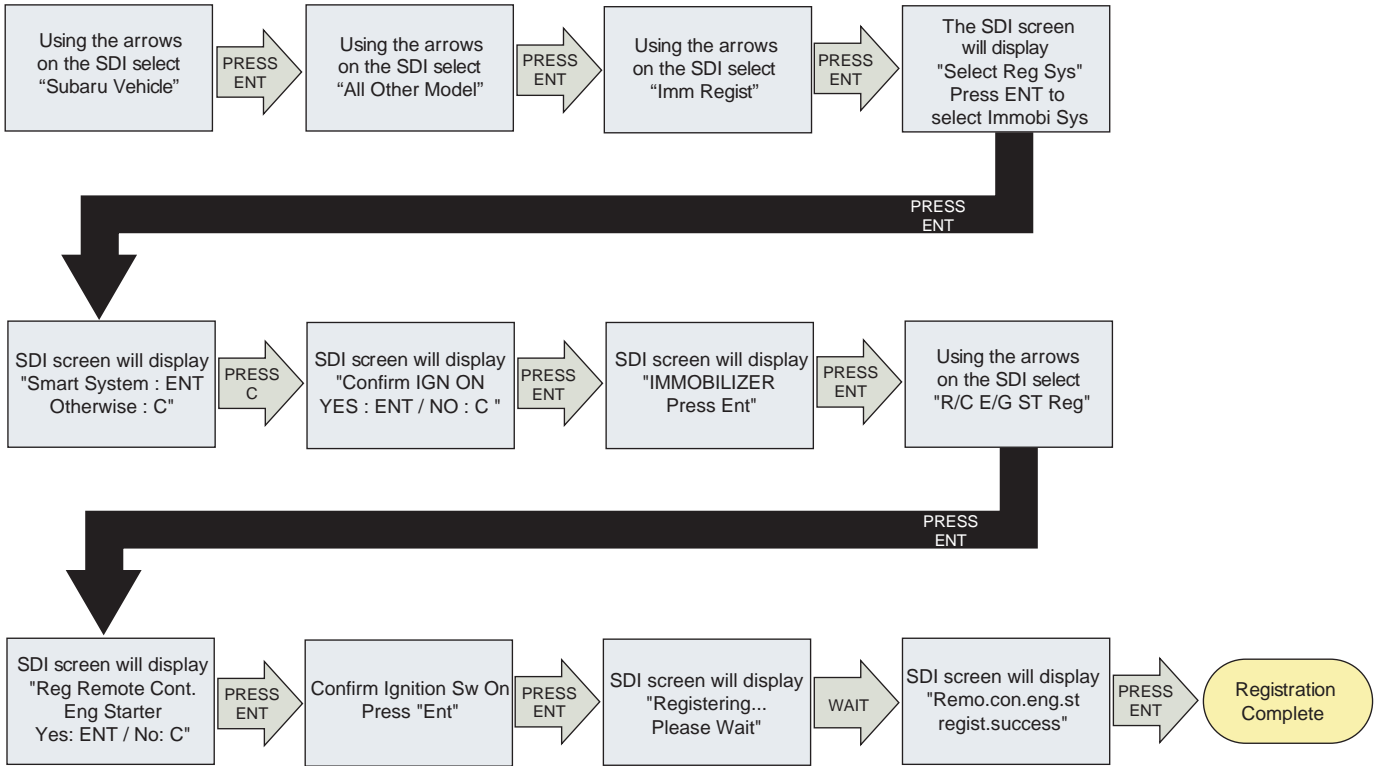 Using the arrows
on the SDI select
“Subaru Vehicle”
PRESS
ENT
Using the arrows
on the SDI select
“All Other Model”
PRESS
ENT
Using the arrows
on the SDI select
“Imm Regist”
PRESS
ENT
The SDI screen
will display
"Select Reg Sys"
Press ENT to
select Immobi Sys
PRESS
ENT
SDI screen will display
"Smart System : ENT
Otherwise : C"
PRESS
C
SDI screen will display
"Confirm IGN ON
YES : ENT / NO : C "
PRESS
ENT
SDI screen will display
"IMMOBILIZER
Press Ent"
PRESS
ENT
Using the arrows
on the SDI select
"R/C E/G ST Reg"
PRESS
ENT
SDI screen will display
"Reg Remote Cont.
Eng Starter
Yes: ENT / No: C"
PRESS
ENT
Confirm Ignition Sw On
Press "Ent"
PRESS
ENT
SDI screen will display
"Registering...
Please Wait"
WAIT
SDI screen will display
"Remo.con.eng.st
regist.success"
PRESS
ENT
Registration
Complete